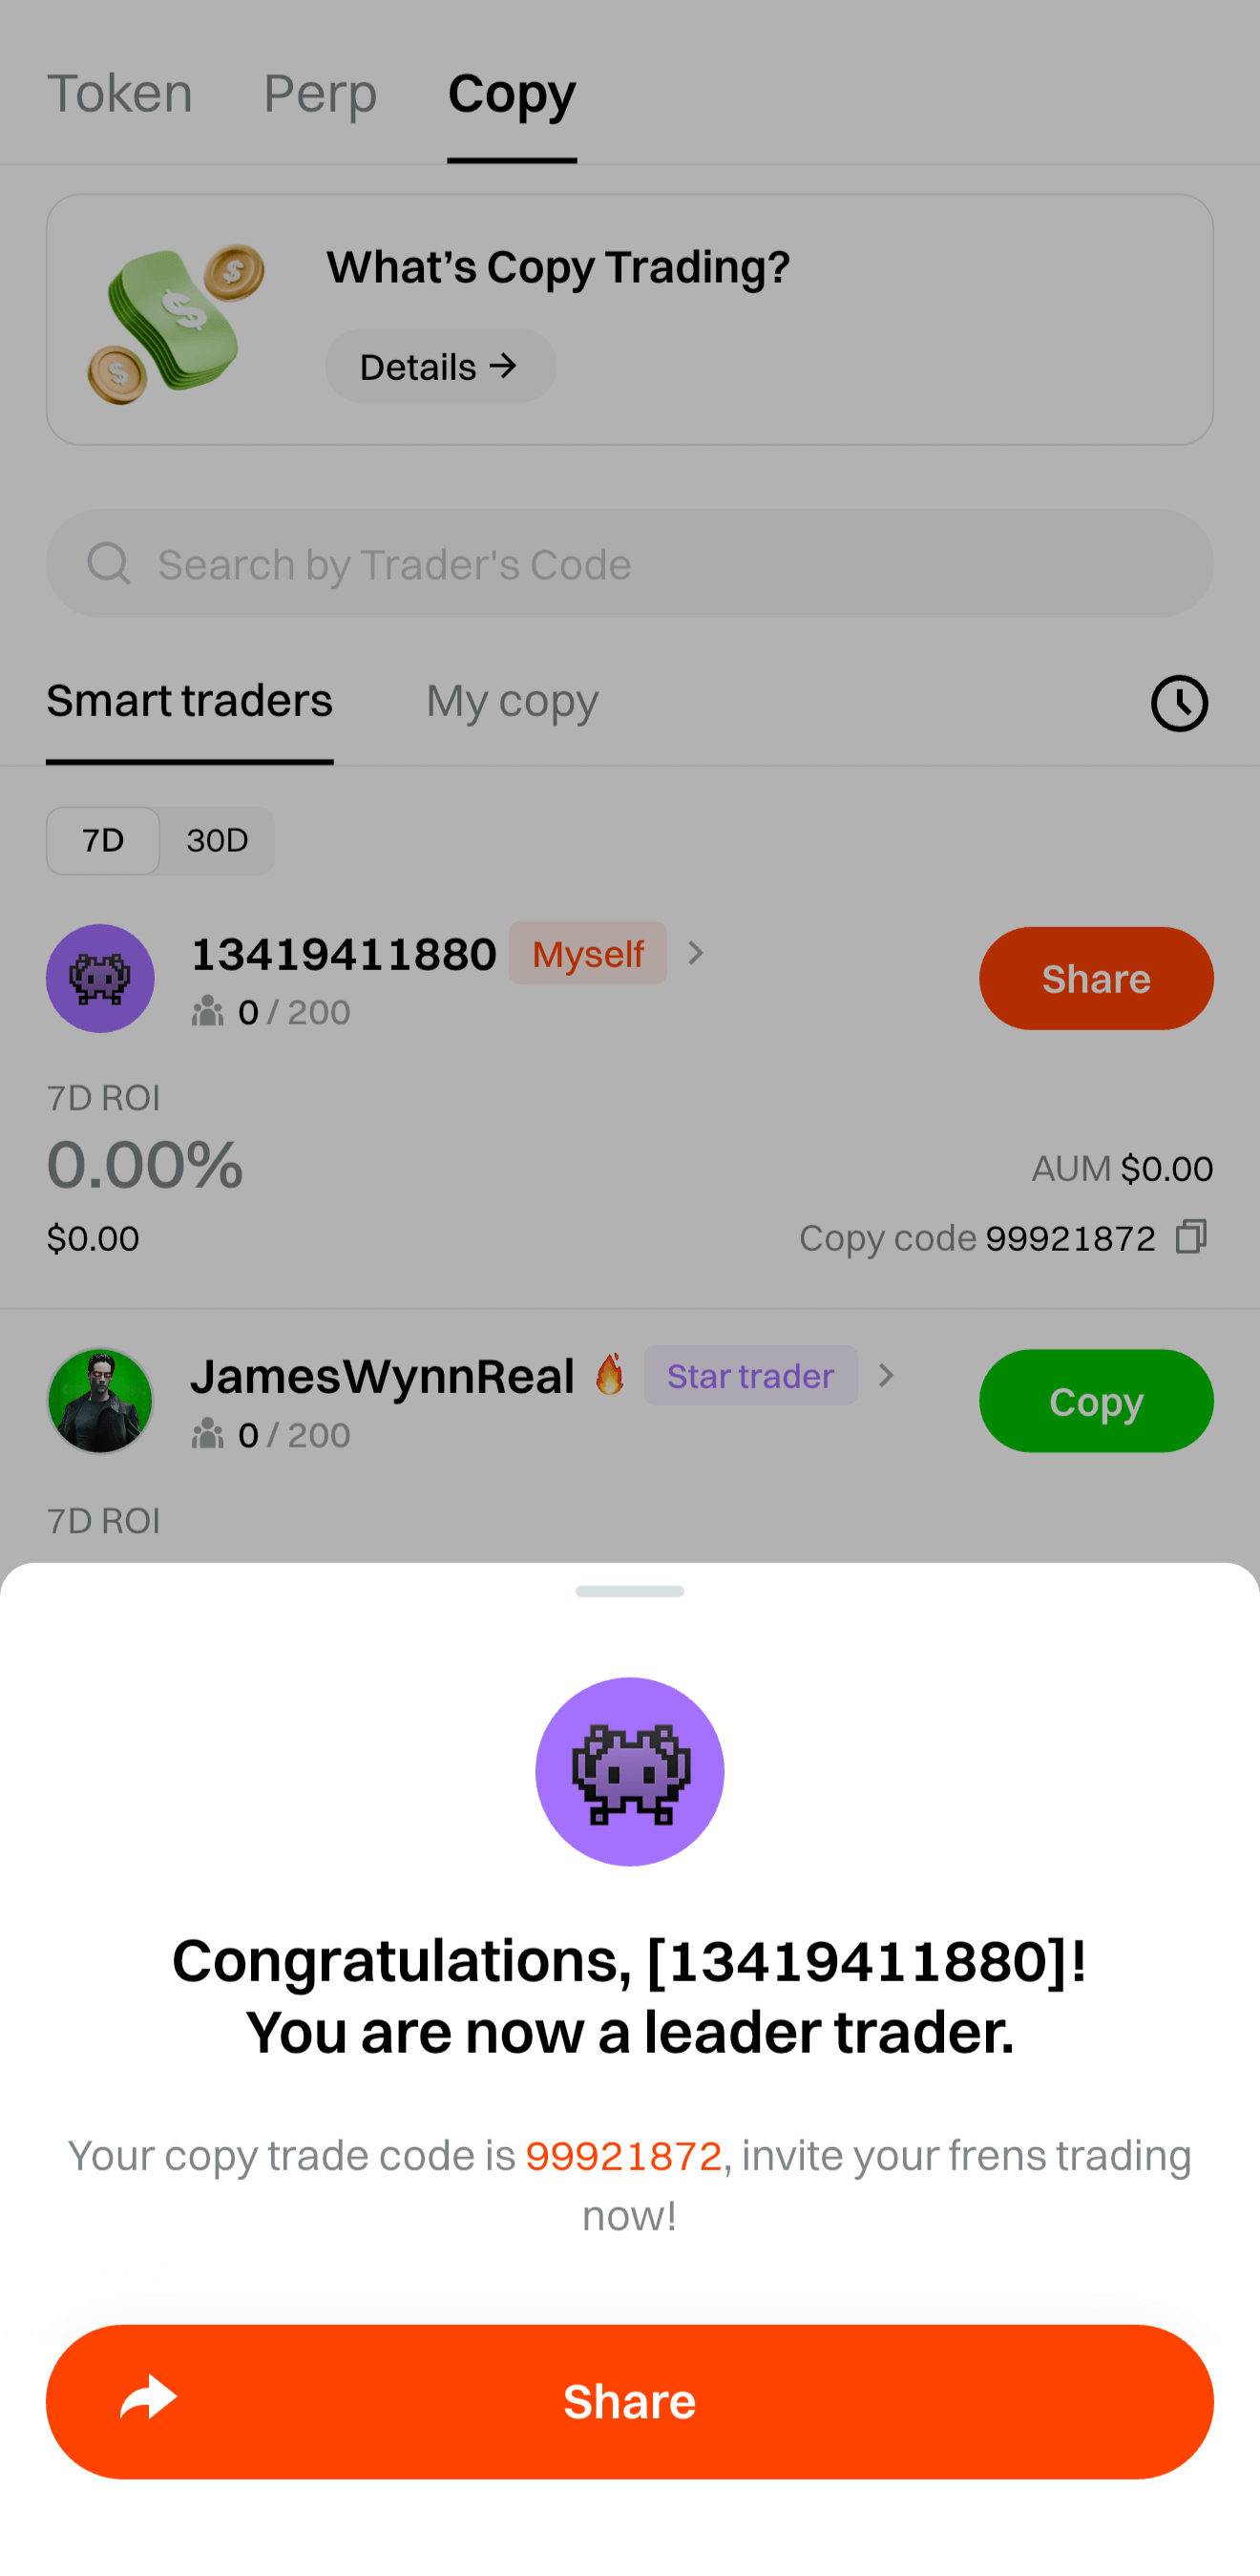 Token Perp Copy
What’s Copy Trading?
Details →
Search by Trader's Code
Smart traders My copy
7D 30D
13419411880 Myself
Share
0 / 200
7D ROI
0.00%
AUM $0.00
$0.00
Copy code 99921872
JamesWynnReal 🔥 Star trader
Copy
0 / 200
7D ROI
Congratulations, [13419411880]!
You are now a leader trader.
Your copy trade code is 99921872, invite your frens trading
now!
Share